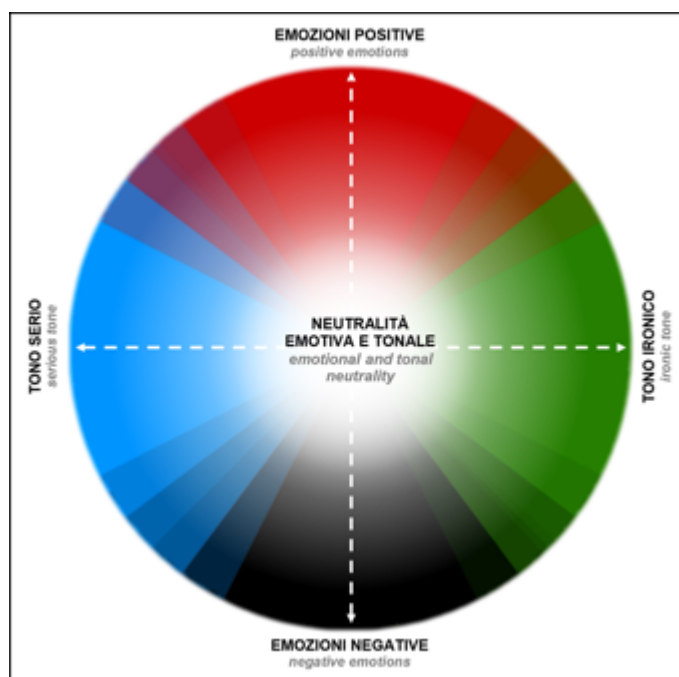 EMOZIONI POSITIVE
positive emotions
TONO SERIO
serious tone
NEUTRALITÀ
EMOTIVA E TONALE
emotional and tonal
neutrality
TONO IRONICO
ironic tone
EMOZIONI NEGATIVE
negative emotions